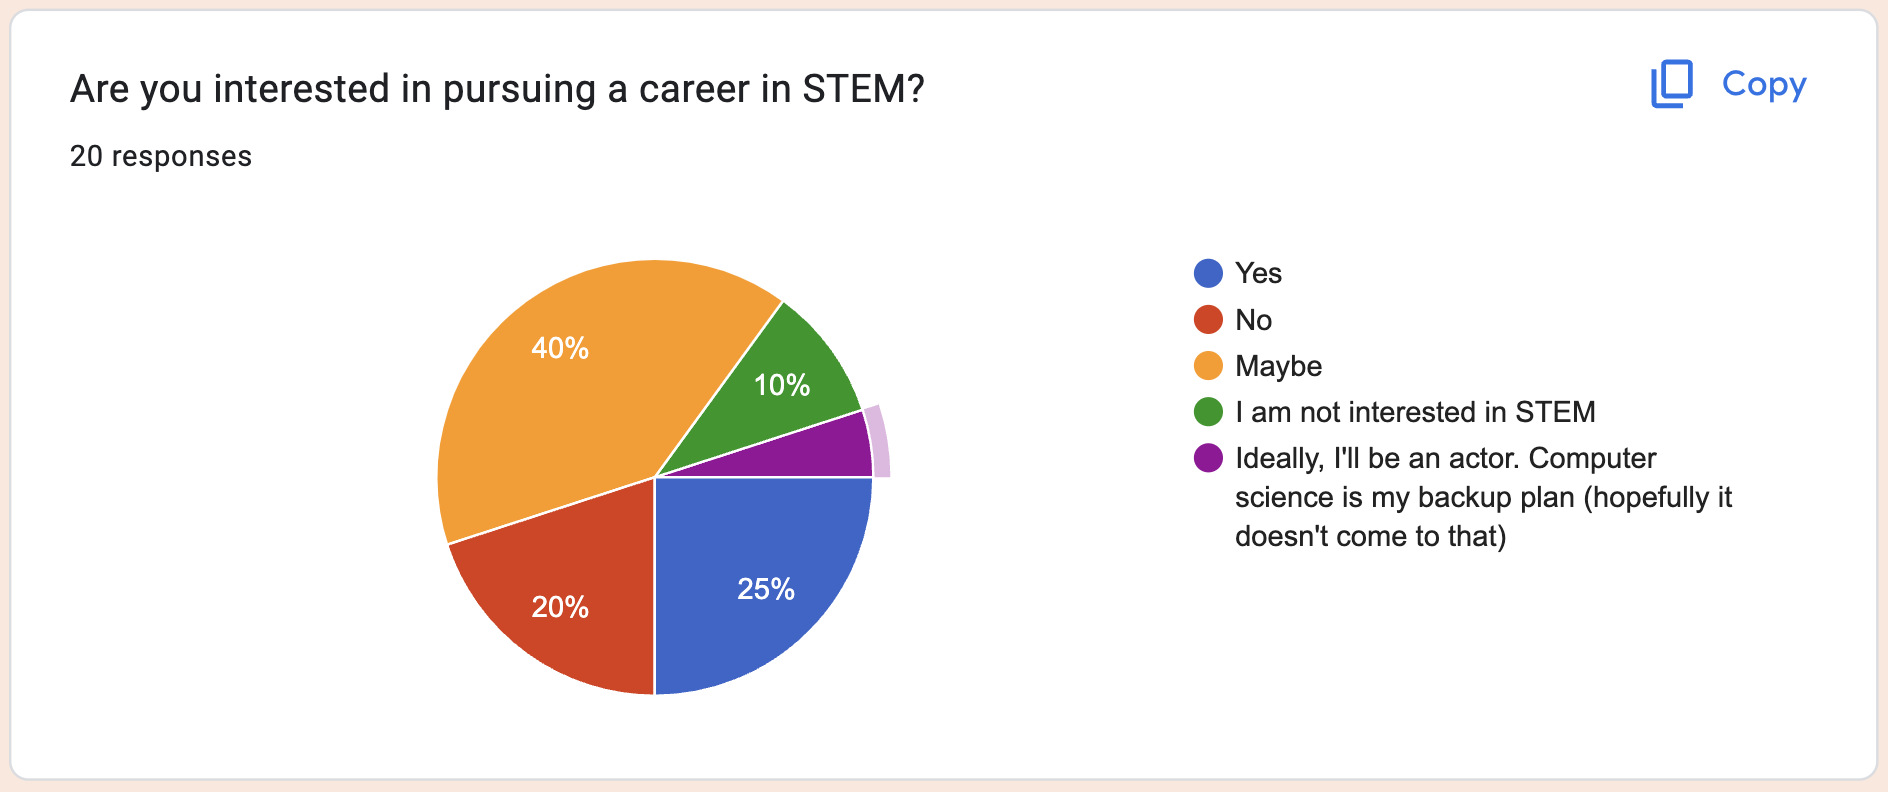 Are you interested in pursuing a career in STEM?
Copy
20 responses
40%
10%
20%
25%
Yes
No
Maybe
I am not interested in STEM
Ideally, I'll be an actor. Computer
science is my backup plan (hopefully it
doesn't come to that)